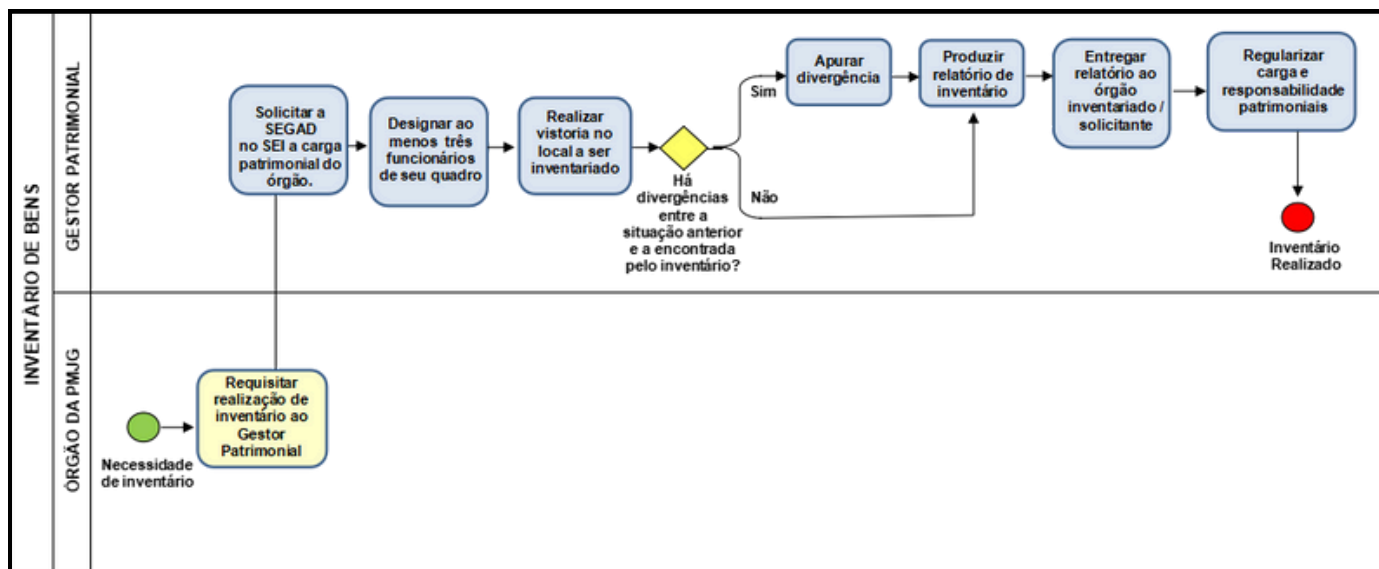 INVENTÀRIO DE BENS
GESTOR PATRIMONIAL
Solicitar a
SEGAD
no SEI a carga
patrimonial do
órgão.
Designar ao
menos três
funcionários
de seu quadro
Realizar
vistoria no
local a ser
inventariado
Há
divergências
entre a
situação anterior
e a encontrada
pelo inventário?
Sim
Não
Apurar
divergência
Produzir
relatório de
inventário
Entregar
relatório ao
órgão
inventariado /
solicitante
Regularizar
carga e
responsabilidade
patrimoniais
Inventário
Realizado
ÓRGÃO DA PMJG
Necessidade
de inventário
Requisitar
realização de
inventário ao
Gestor
Patrimonial